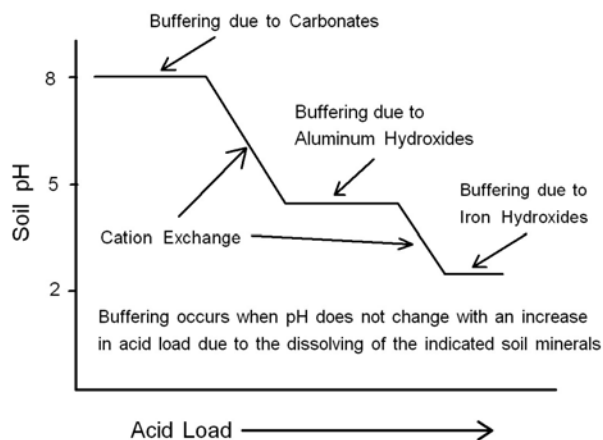 Buffering due to Carbonates
8
Buffering due to
Aluminum Hydroxides
5
Buffering due to
Iron Hydroxides
Soil pH
Cation Exchange
2
Buffering occurs when pH does not change with an increase
in acid load due to the dissolving of the indicated soil minerals
Acid Load